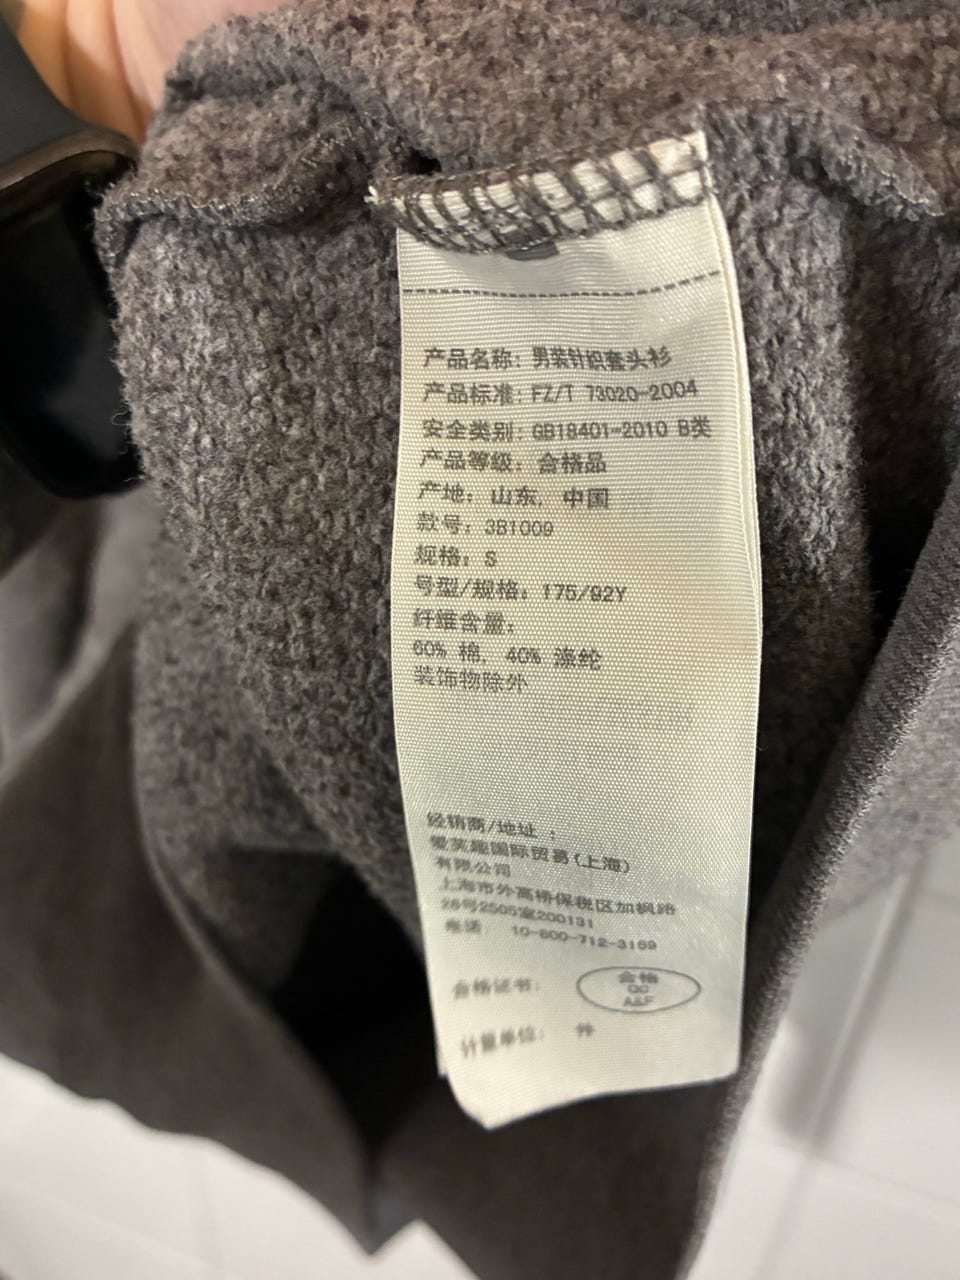 产品名称: 男装针织套头衫
产品标准: FZ/T 73020-2004
安全类别: GB18401-2010 B类
产品等级: 合格品
产地: 山东, 中国
款号: 3B1009
规格: S
号型/规格: 175/92Y
纤维含量:
60% 棉, 40% 涤纶
装饰物除外
经销商/地址 :
国际贸易(上海)
有限公司
上海市外高桥保税区加枫路
26号2505室200131
电话 10-800-712-3169
合格证书:
合格
QC
A&F
计量单位: 件